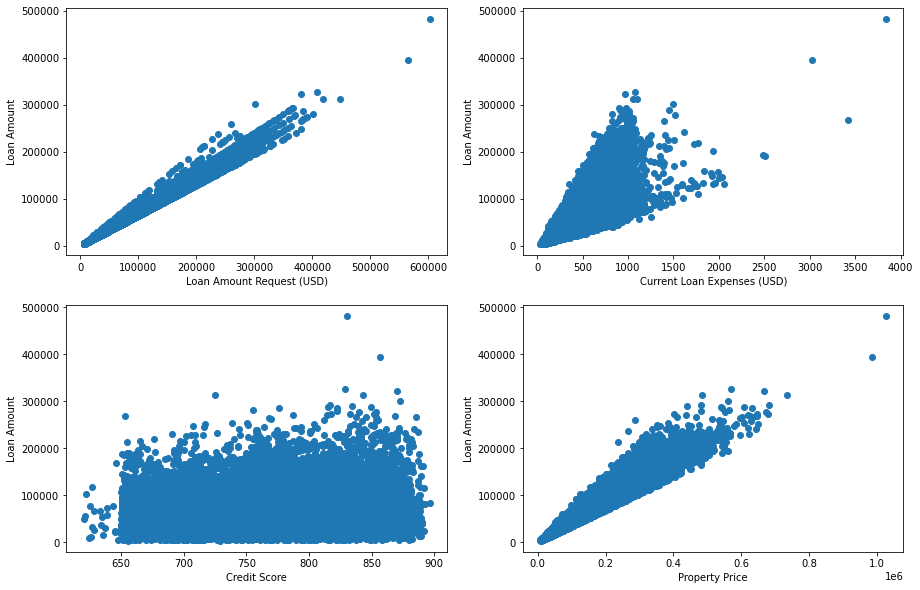 500000
400000
300000
200000
100000
0
Loan Amount
0 100000 200000 300000 400000 500000 600000
Loan Amount Request (USD)
500000
400000
300000
200000
100000
0
Loan Amount
0 500 1000 1500 2000 2500 3000 3500 4000
Current Loan Expenses (USD)
500000
400000
300000
200000
100000
0
Loan Amount
650 700 750 800 850 900
Credit Score
500000
400000
300000
200000
100000
0
Loan Amount
0.0 0.2 0.4 0.6 0.8 1.0
1e6
Property Price